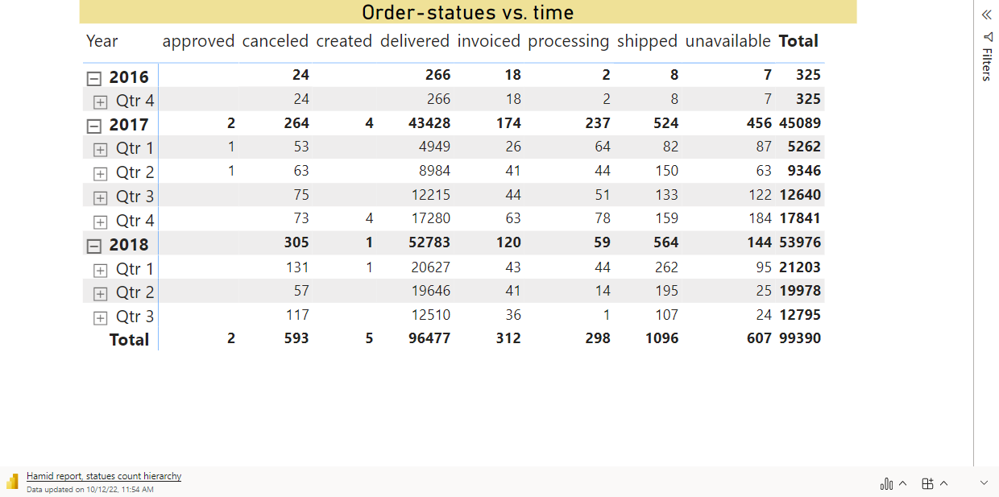 Order-statues vs. time
Year approved canceled created delivered invoiced processing shipped unavailable Total
2016 24 266 18 2 8 7 325
Qtr 4 24 266 18 2 8 7 325
2017 2 264 4 43428 174 237 524 456 45089
Qtr 1 1 53 4949 26 64 82 87 5262
Qtr 2 1 63 8984 41 44 150 63 9346
Qtr 3 75 12215 44 51 133 122 12640
Qtr 4 73 4 17280 63 78 159 184 17841
2018 305 1 52783 120 59 564 144 53976
Qtr 1 131 1 20627 43 44 262 95 21203
Qtr 2 57 19646 41 14 195 25 19978
Qtr 3 117 12510 36 1 107 24 12795
Total 2 593 5 96477 312 298 1096 607 99390
Filters
Hamid report, statues count hierarchy
Data updated on 10/12/22, 11:54 AM